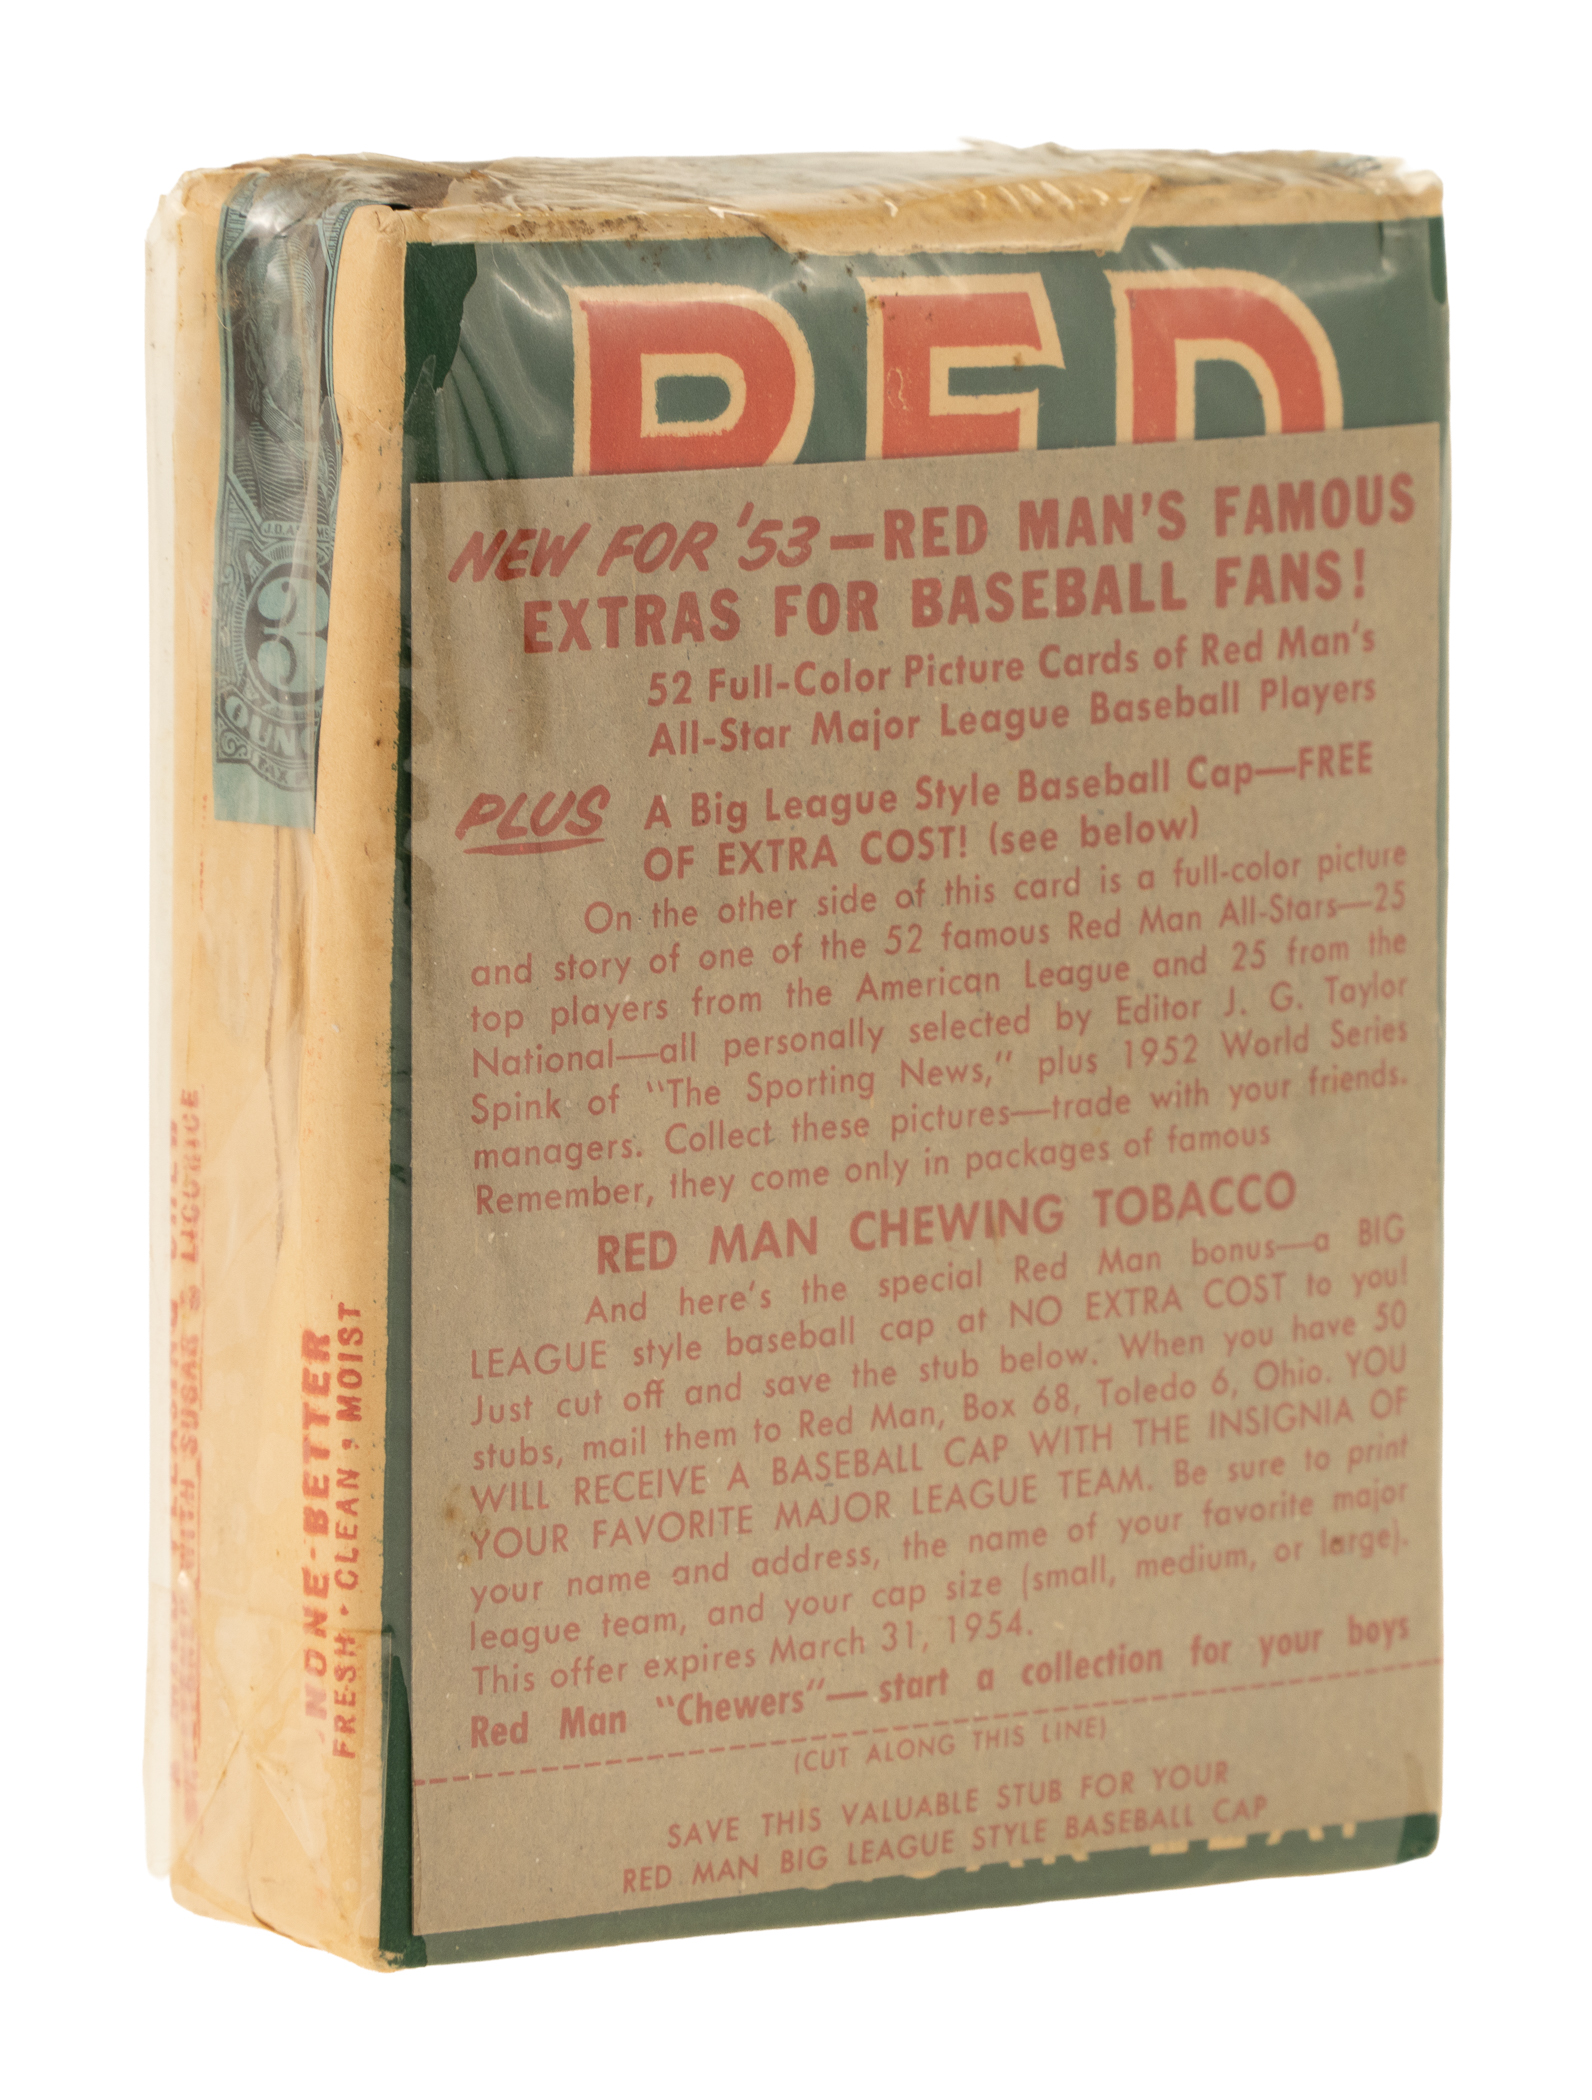 RED
NEW FOR '53—RED MAN'S FAMOUS
EXTRAS FOR BASEBALL FANS!
52 Full-Color Picture Cards of Red Man's
All-Star Major League Baseball Players
PLUS A Big League Style Baseball Cap—FREE
OF EXTRA COST! (see below)
On the other side of this card is a full-color picture
and story of one of the 52 famous Red Man All-Stars—25
top players from the American League and 25 from the
National—all personally selected by Editor J. G. Taylor
Spink of "The Sporting News," plus 1952 World Series
managers. Collect these pictures—trade with your friends.
Remember, they come only in packages of famous
RED MAN CHEWING TOBACCO
And here's the special Red Man bonus—a BIG
LEAGUE style baseball cap at NO EXTRA COST to you!
Just cut off and save the stub below. When you have 50
stubs, mail them to Red Man, Box 68, Toledo 6, Ohio. YOU
WILL RECEIVE A BASEBALL CAP WITH THE INSIGNIA OF
YOUR FAVORITE MAJOR LEAGUE TEAM. Be sure to print
your name and address, the name of your favorite major
league team, and your cap size (small, medium, or large).
This offer expires March 31, 1954.
Red Man "Chewers"—start a collection for your boys
(CUT ALONG THIS LINE)
SAVE THIS VALUABLE STUB FOR YOUR
RED MAN BIG LEAGUE STYLE BASEBALL CAP
NONE-BETTER
FRESH · CLEAN · MOIST
WITH SUGAR & LICORICE
3
OUN
TAX